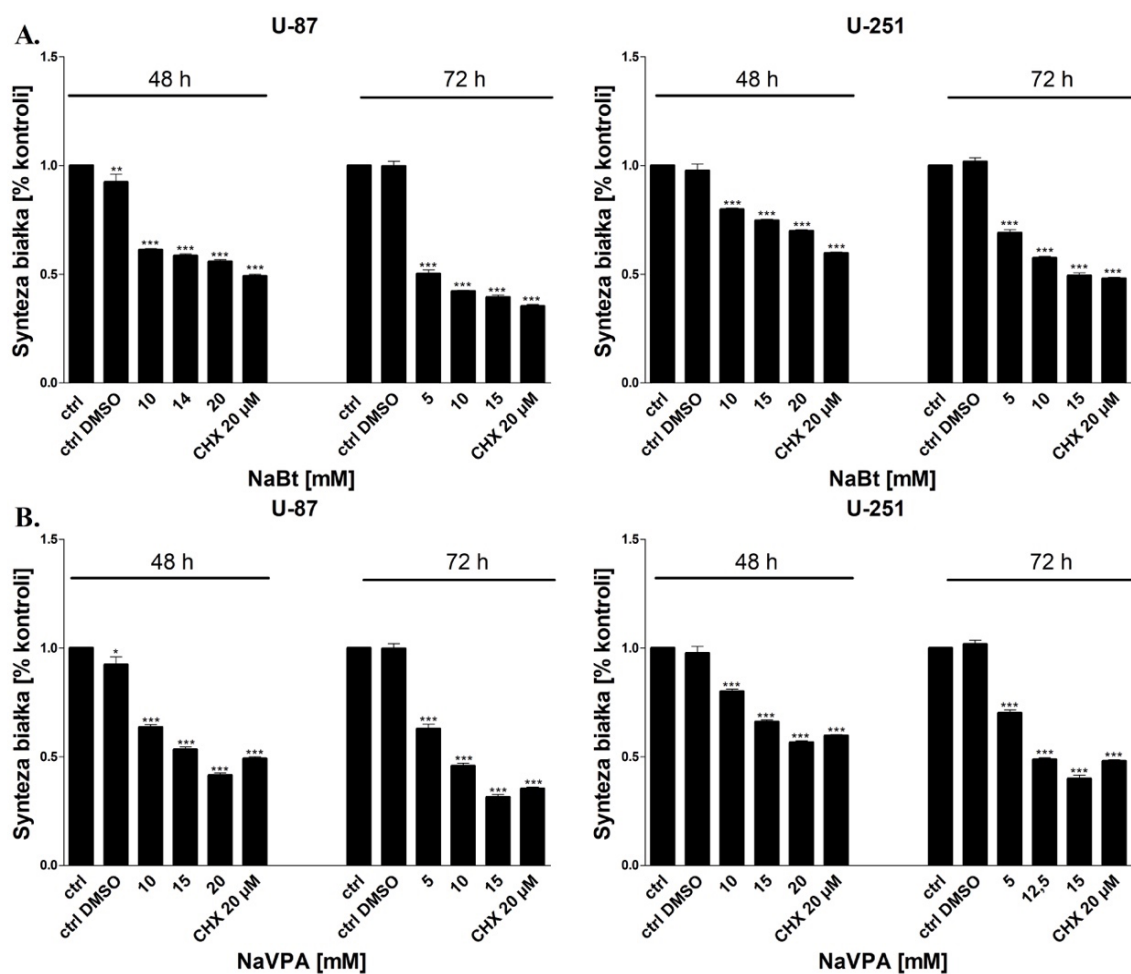 A.
U-87
Synteza białka [% kontroli]
1.5
1.0
0.5
0.0
48 h
72 h
**
***
***
***
***
***
***
***
***
ctrl
ctrl DMSO
10
14
20
CHX 20 µM
ctrl
ctrl DMSO
5
10
15
CHX 20 µM
NaBt [mM]
U-251
Synteza białka [% kontroli]
1.5
1.0
0.5
0.0
48 h
72 h
***
***
***
***
***
***
***
***
ctrl
ctrl DMSO
10
15
20
CHX 20 µM
ctrl
ctrl DMSO
5
10
15
CHX 20 µM
NaBt [mM]
B.
U-87
Synteza białka [% kontroli]
1.5
1.0
0.5
0.0
48 h
72 h
*
***
***
***
***
***
***
***
***
ctrl
ctrl DMSO
10
15
20
CHX 20 µM
ctrl
ctrl DMSO
5
10
15
CHX 20 µM
NaVPA [mM]
U-251
Synteza białka [% kontroli]
1.5
1.0
0.5
0.0
48 h
72 h
***
***
***
***
***
***
***
***
ctrl
ctrl DMSO
10
15
20
CHX 20 µM
ctrl
ctrl DMSO
5
12,5
15
CHX 20 µM
NaVPA [mM]